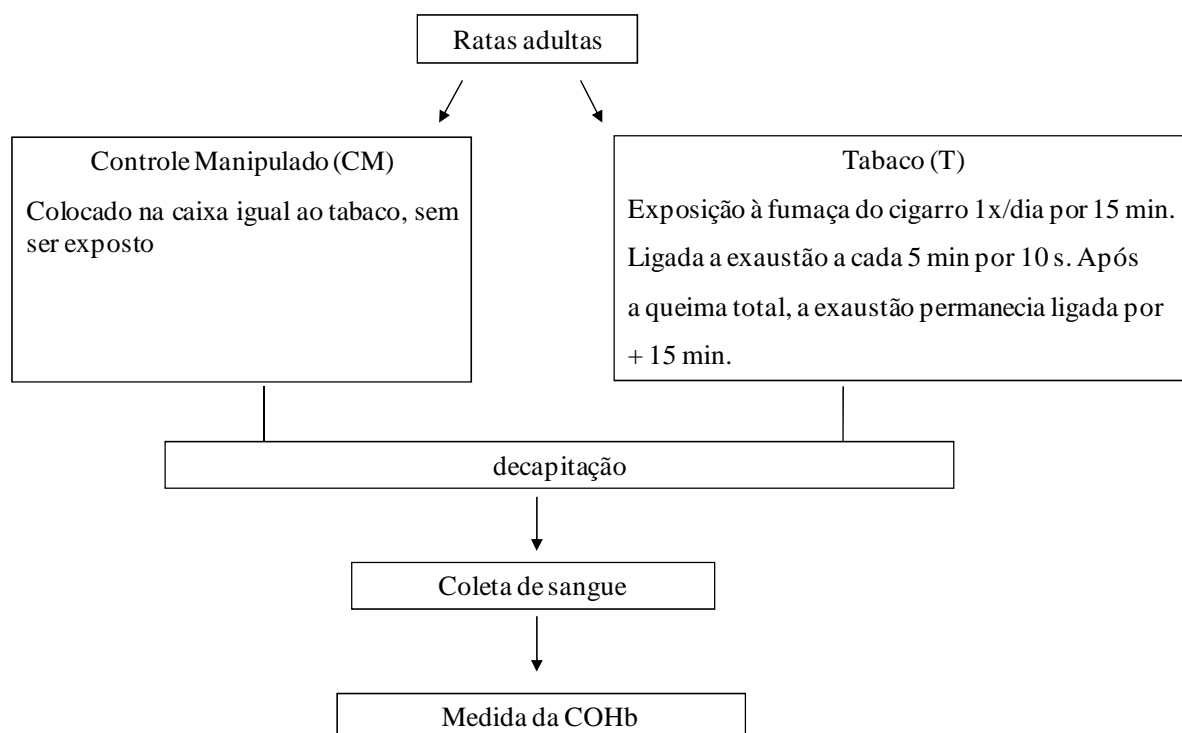 Ratas adultas
Controle Manipulado (CM)
Colocado na caixa igual ao tabaco, sem
ser exposto
Tabaco (T)
Exposição à fumaça do cigarro 1x/dia por 15 min.
Ligada a exaustão a cada 5 min por 10 s. Após
a queima total, a exaustão permanecia ligada por
+ 15 min.
decapitação
Coleta de sangue
Medida da COHb